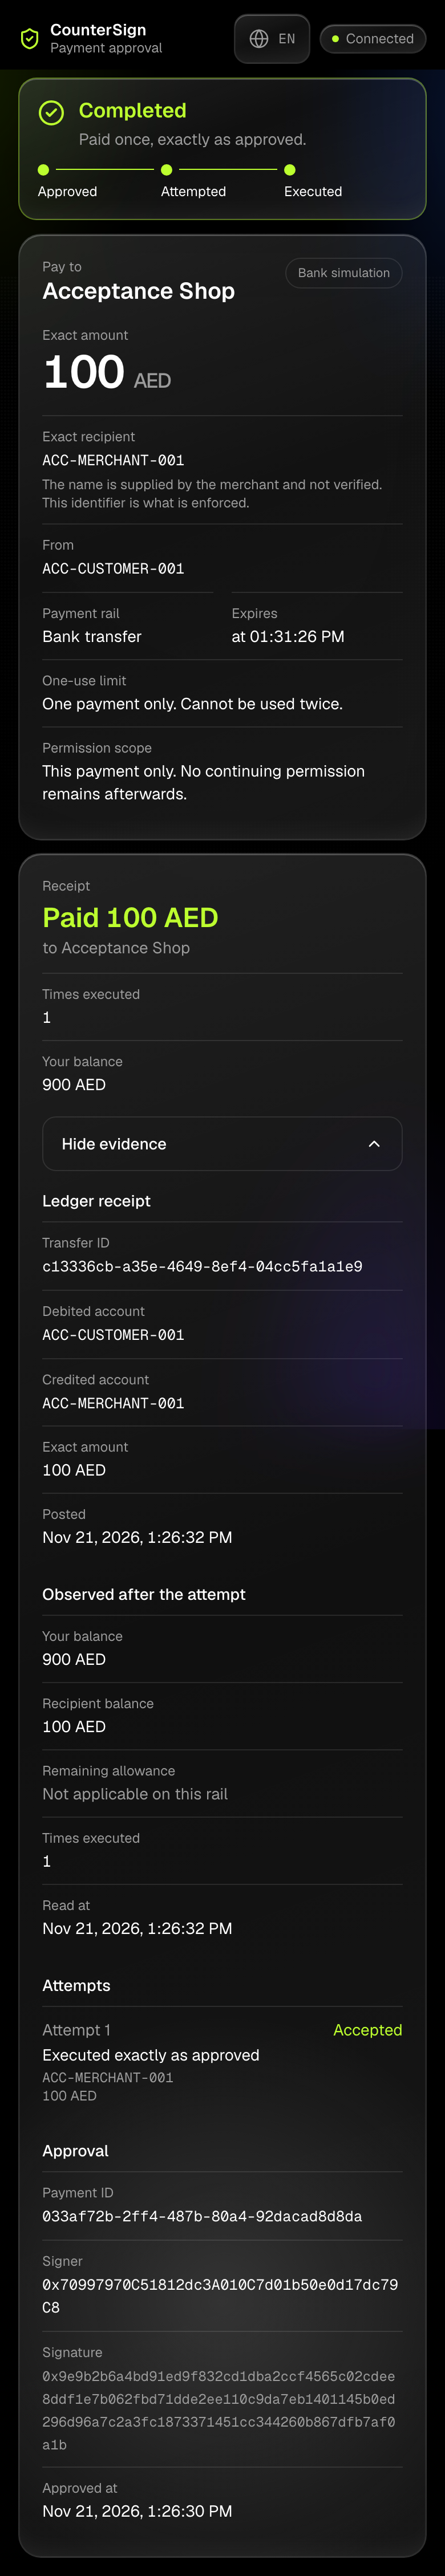 CounterSign
Payment approval
EN
Connected
Completed
Paid once, exactly as approved.
Approved
Attempted
Executed
Pay to
Acceptance Shop
Bank simulation
Exact amount
100 AED
Exact recipient
ACC-MERCHANT-001
The name is supplied by the merchant and not verified.
This identifier is what is enforced.
From
ACC-CUSTOMER-001
Payment rail
Bank transfer
Expires
at 01:31:26 PM
One-use limit
One payment only. Cannot be used twice.
Permission scope
This payment only. No continuing permission
remains afterwards.
Receipt
Paid 100 AED
to Acceptance Shop
Times executed
1
Your balance
900 AED
Hide evidence
Ledger receipt
Transfer ID
c13336cb-a35e-4649-8ef4-04cc5fa1a1e9
Debited account
ACC-CUSTOMER-001
Credited account
ACC-MERCHANT-001
Exact amount
100 AED
Posted
Nov 21, 2026, 1:26:32 PM
Observed after the attempt
Your balance
900 AED
Recipient balance
100 AED
Remaining allowance
Not applicable on this rail
Times executed
1
Read at
Nov 21, 2026, 1:26:32 PM
Attempts
Attempt 1
Accepted
Executed exactly as approved
ACC-MERCHANT-001
100 AED
Approval
Payment ID
033af72b-2ff4-487b-80a4-92dacad8d8da
Signer
0x70997970C51812dc3A010C7d01b50e0d17dc79
C8
Signature
0x9e9b2b6a4bd91ed9f832cd1dba2ccf4565c02cdee
8ddf1e7b062fbd71dde2ee110c9da7eb1401145b0ed
296d96a7c2a3fc1873371451cc344260b867dfb7af0
a1b
Approved at
Nov 21, 2026, 1:26:30 PM